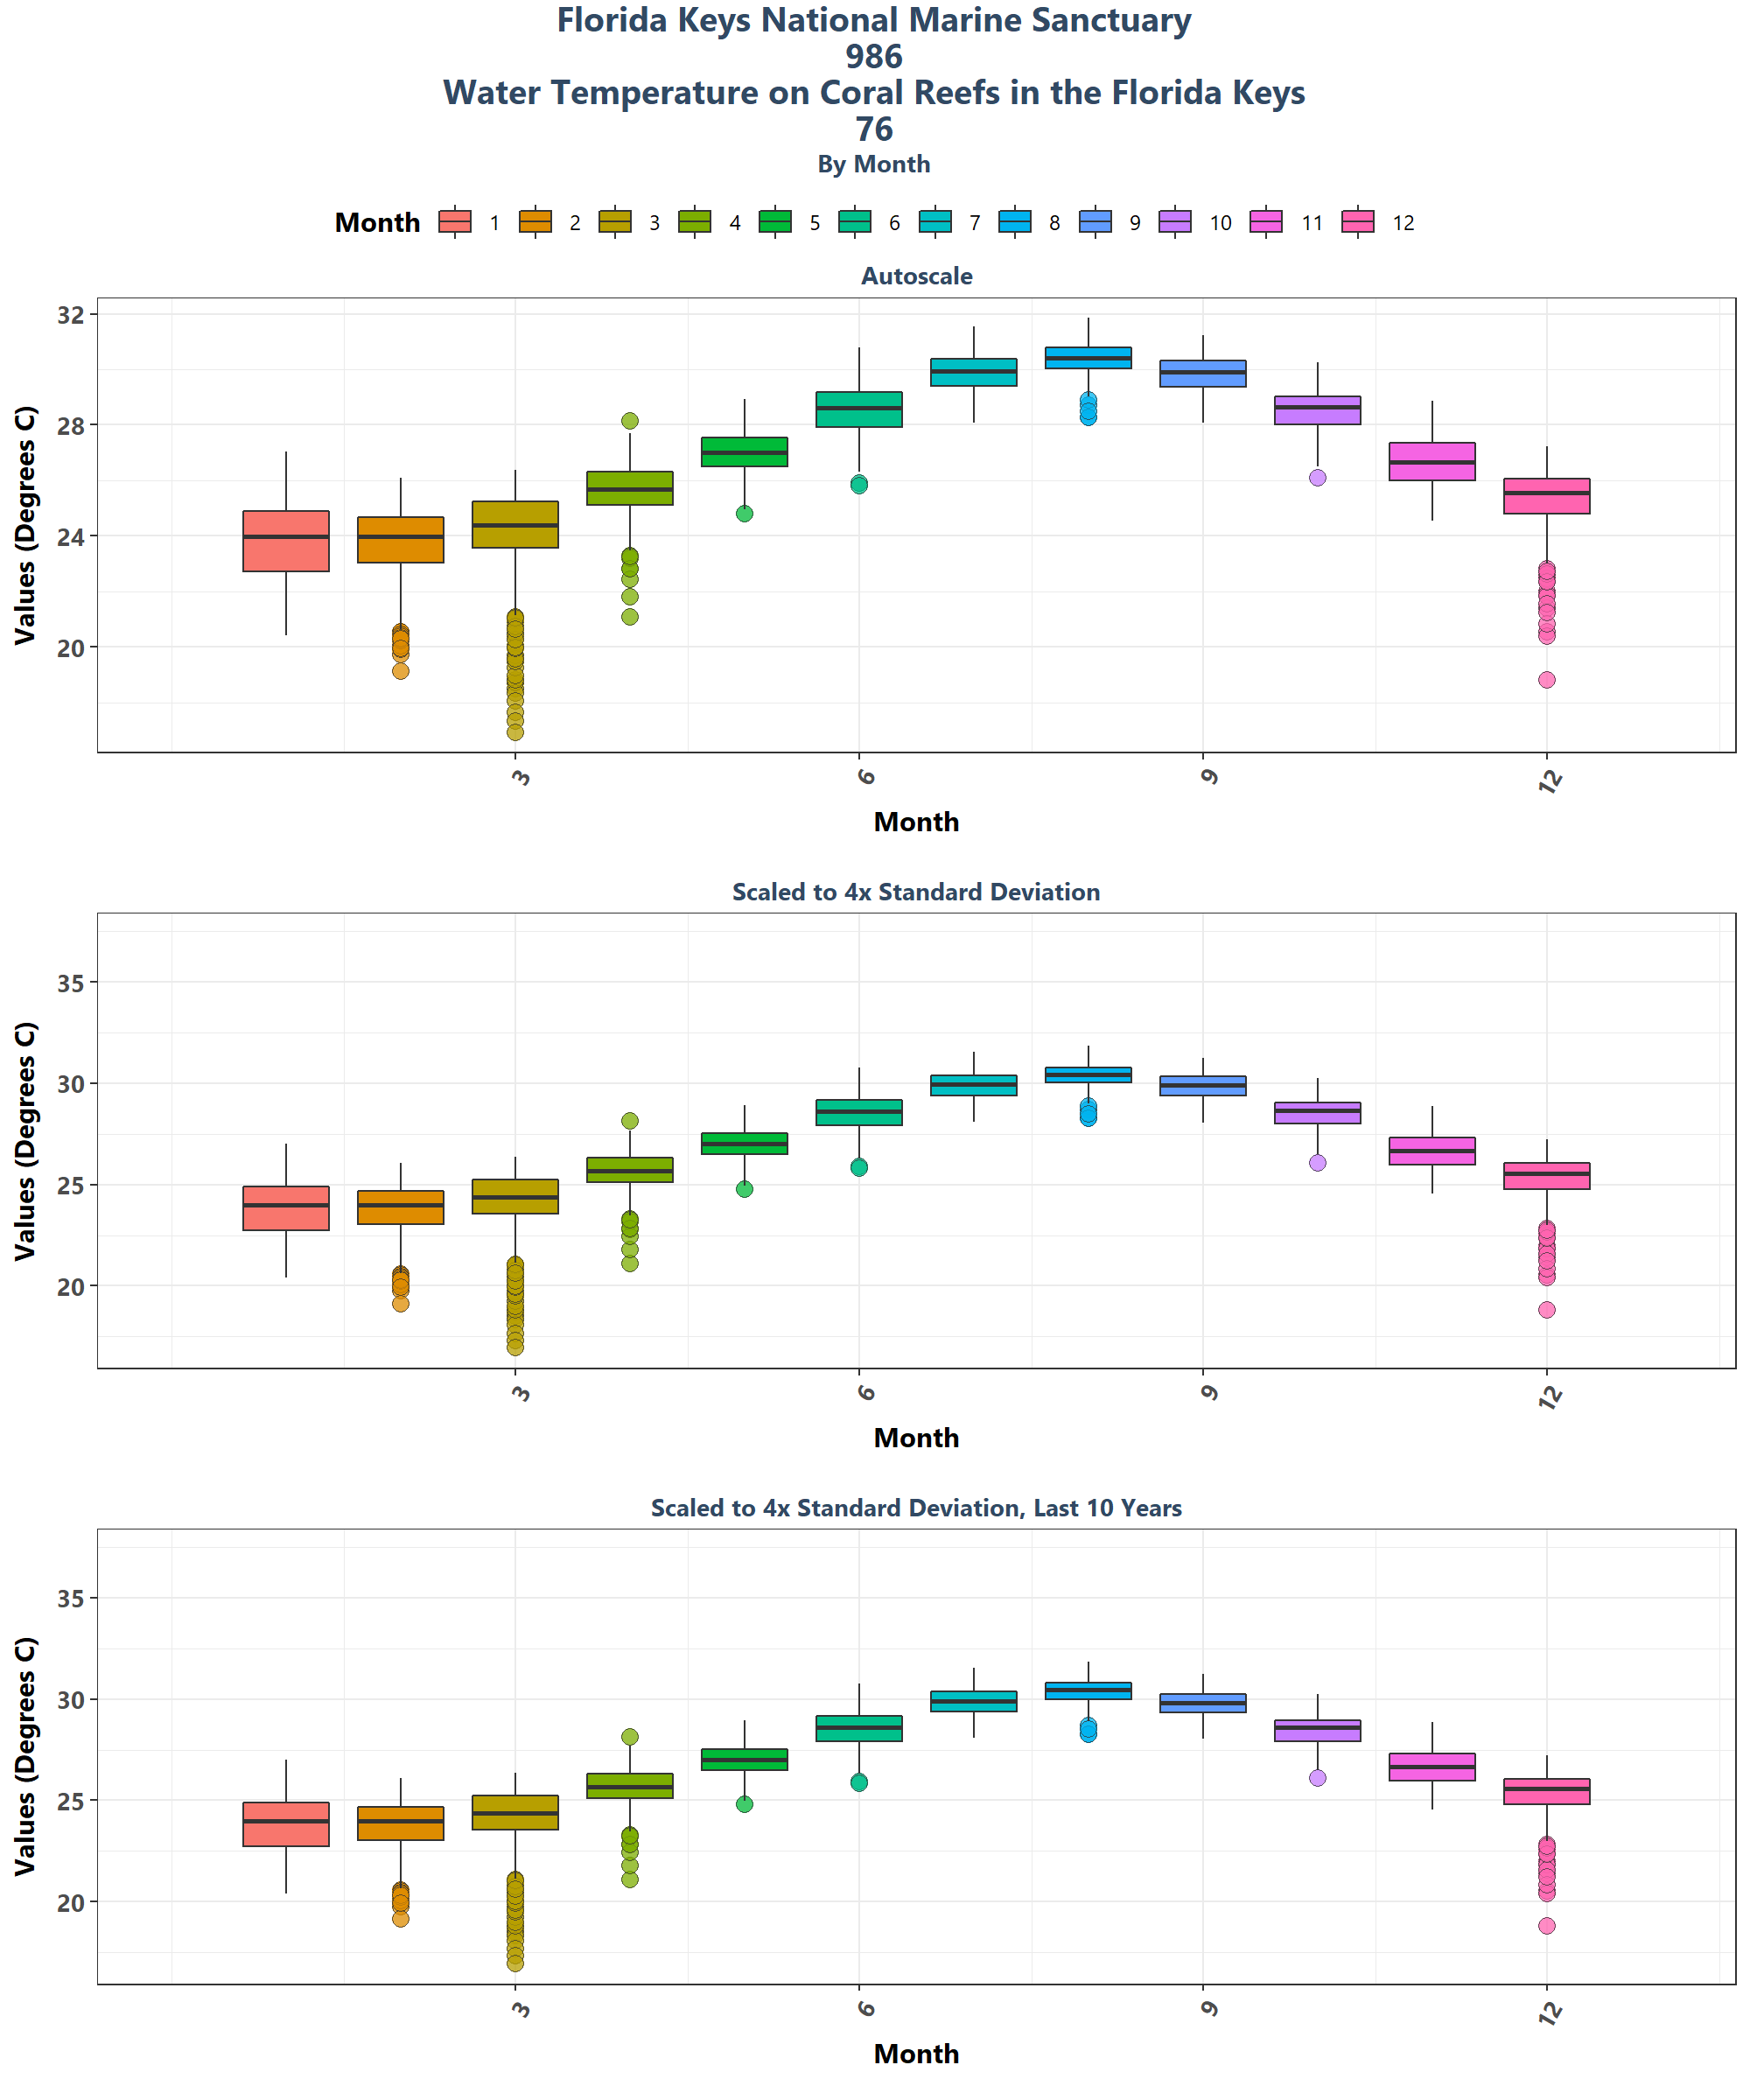 Florida Keys National Marine Sanctuary
986
Water Temperature on Coral Reefs in the Florida Keys
76
By Month
Month 1 2 3 4 5 6 7 8 9 10 11 12
Autoscale
Values (Degrees C)
32
28
24
20
3 6 9 12
Month
Scaled to 4x Standard Deviation
Values (Degrees C)
35
30
25
20
3 6 9 12
Month
Scaled to 4x Standard Deviation, Last 10 Years
Values (Degrees C)
35
30
25
20
3 6 9 12
Month